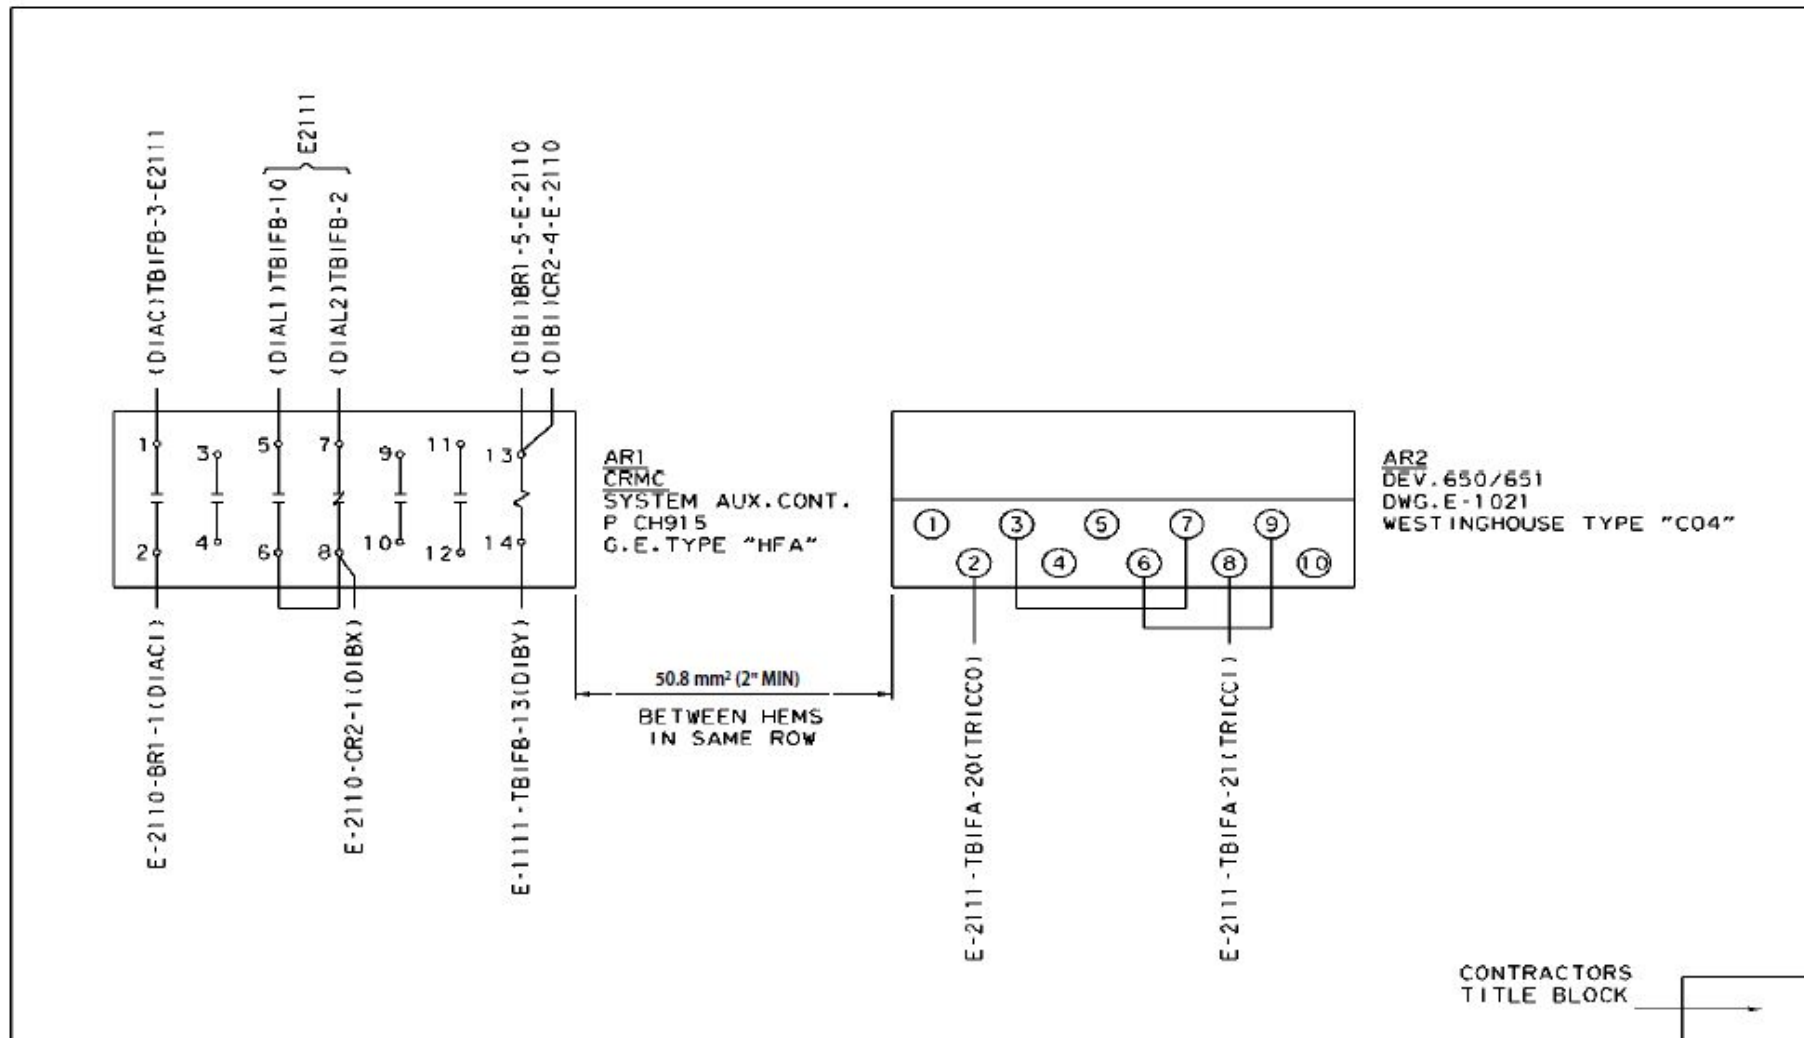 E2111
(DIAC)TBIFB-3-E2111
(DIAL1)TBIFB-10
(DIAL2)TBIFB-2
(DIB1)BR1-5-E-2110
(DIB1)CR2-4-E-2110
1
3
5
7
9
11
13
2
4
6
8
10
12
14
AR1
CRMC
SYSTEM AUX.CONT.
P CH915
G.E.TYPE "HFA"
1
3
5
7
9
2
4
6
8
10
AR2
DEV.650/651
DWG.E-1021
WESTINGHOUSE TYPE "CO4"
E-2110-BR1-1(DIAC1)
E-2110-CR2-1(DIBX)
E-1111-TBIFB-13(DIBY)
50.8 mm² (2" MIN)
BETWEEN HEMS
IN SAME ROW
E-2111-TBIFA-20(TRICCO)
E-2111-TBIFA-21(TRICC1)
CONTRACTORS
TITLE BLOCK